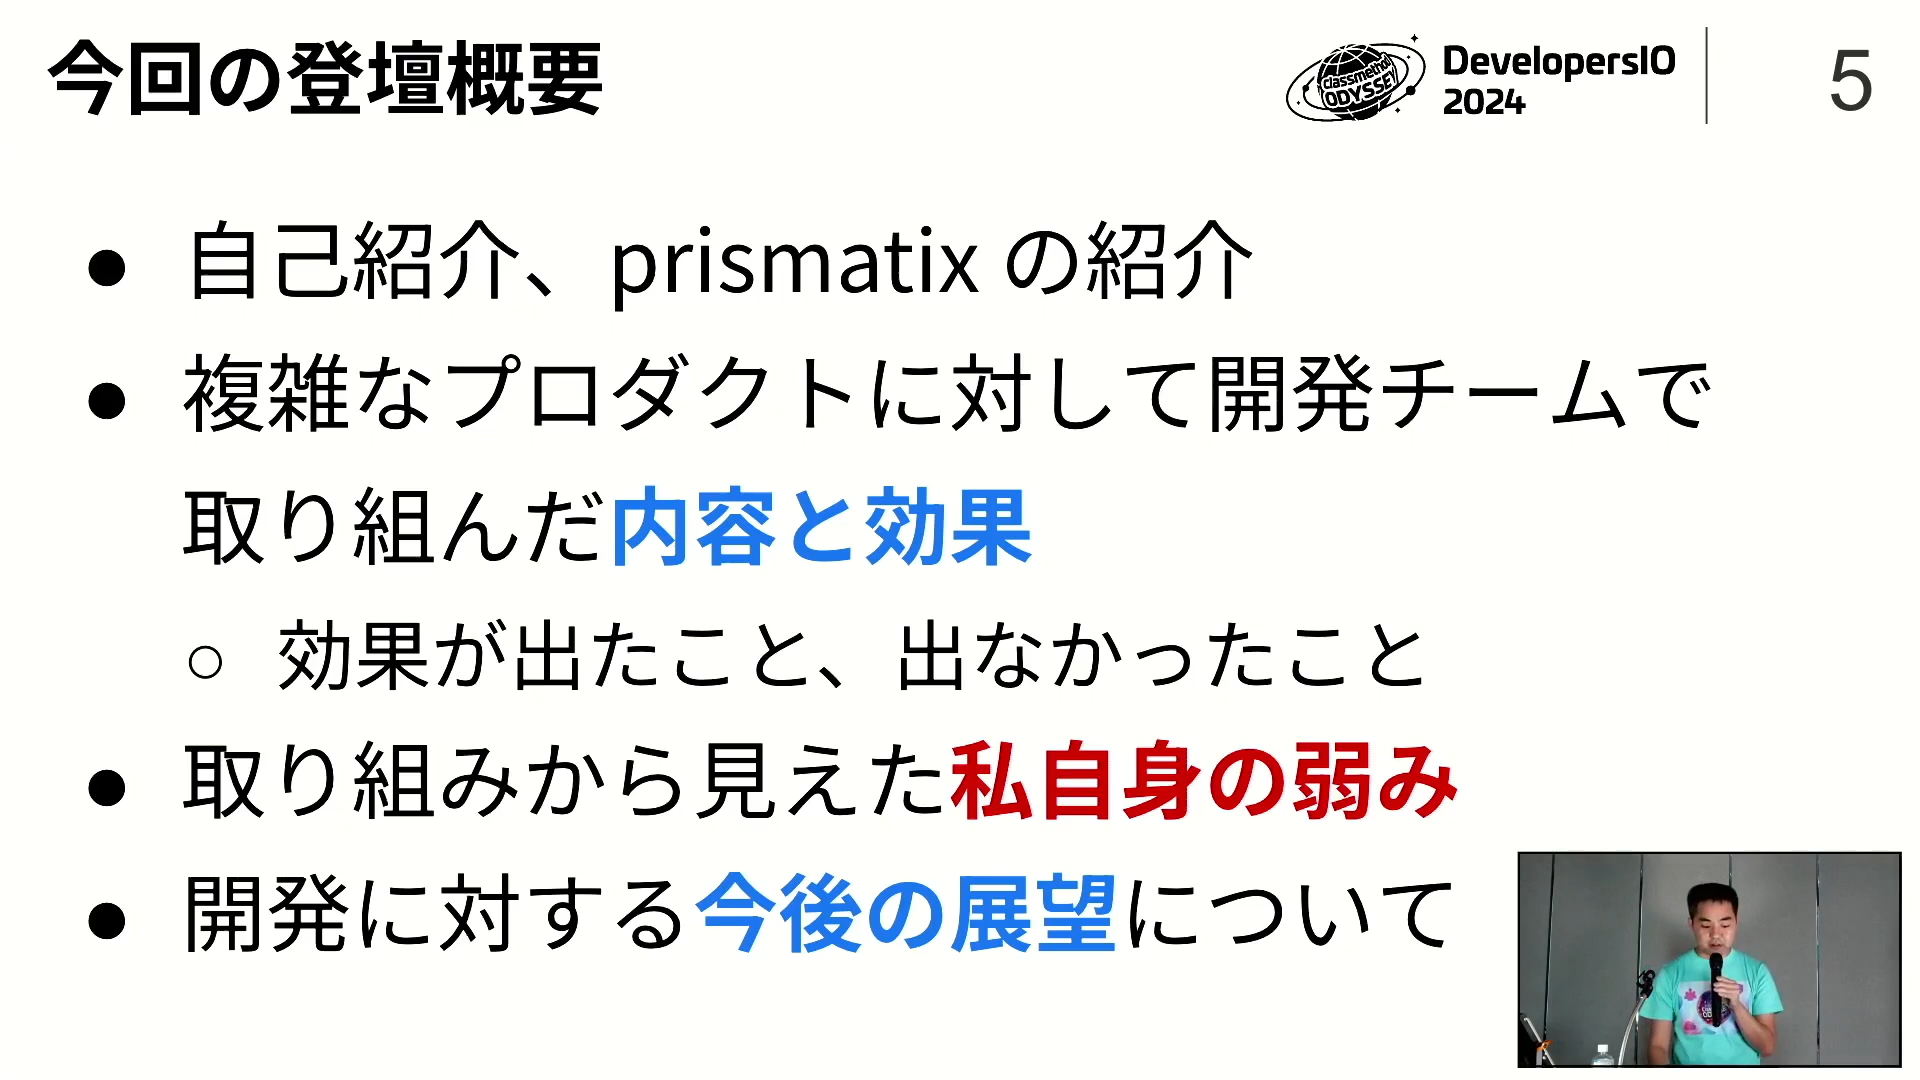 今回の登壇概要
classmethod
ODYSSEY
DevelopersIO
2024
5
● 自己紹介、prismatix の紹介
● 複雑なプロダクトに対して開発チームで
取り組んだ内容と効果
○ 効果が出たこと、出なかったこと
● 取り組みから見えた私自身の弱み
● 開発に対する今後の展望について